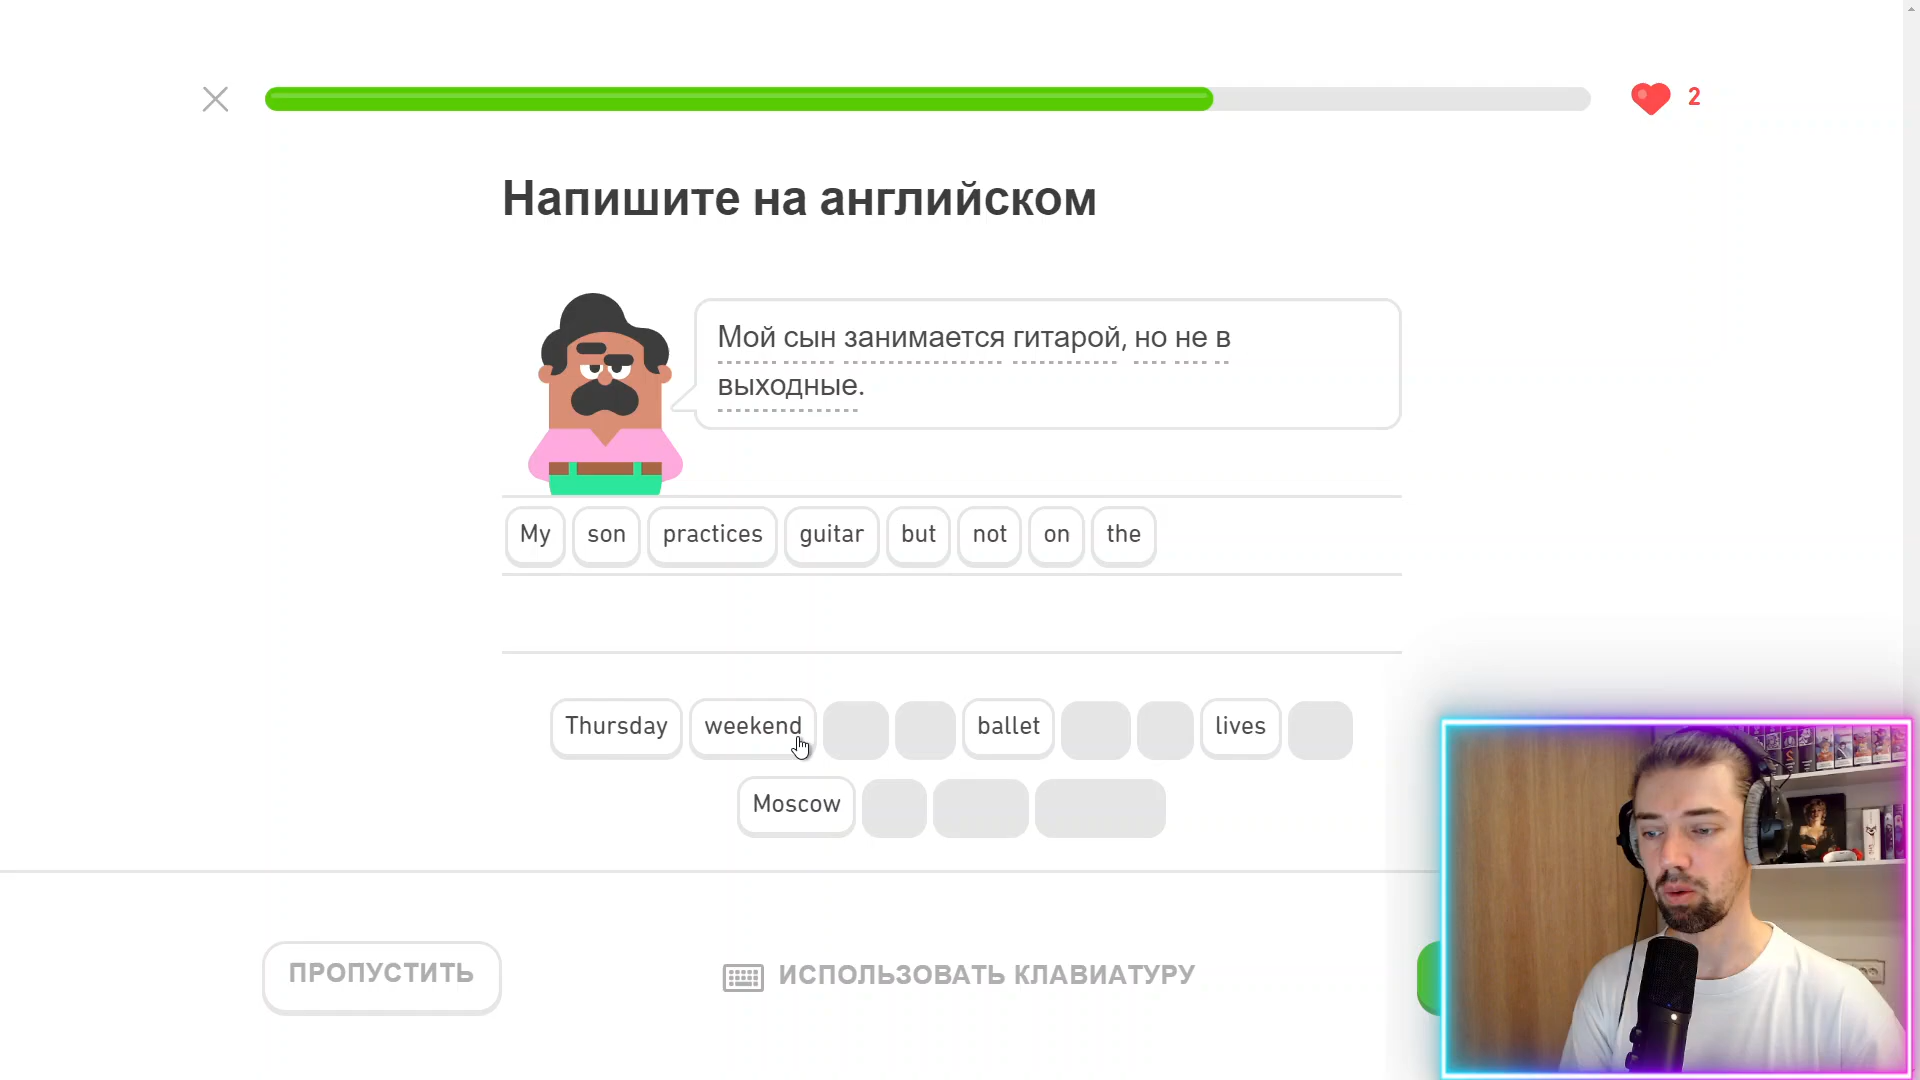 2
Напишите на английском
Мой сын занимается гитарой, но не в
выходные.
My son practices guitar but not on the
Thursday weekend ballet lives
Moscow
ПРОПУСТИТЬ ИСПОЛЬЗОВАТЬ КЛАВИАТУРУ